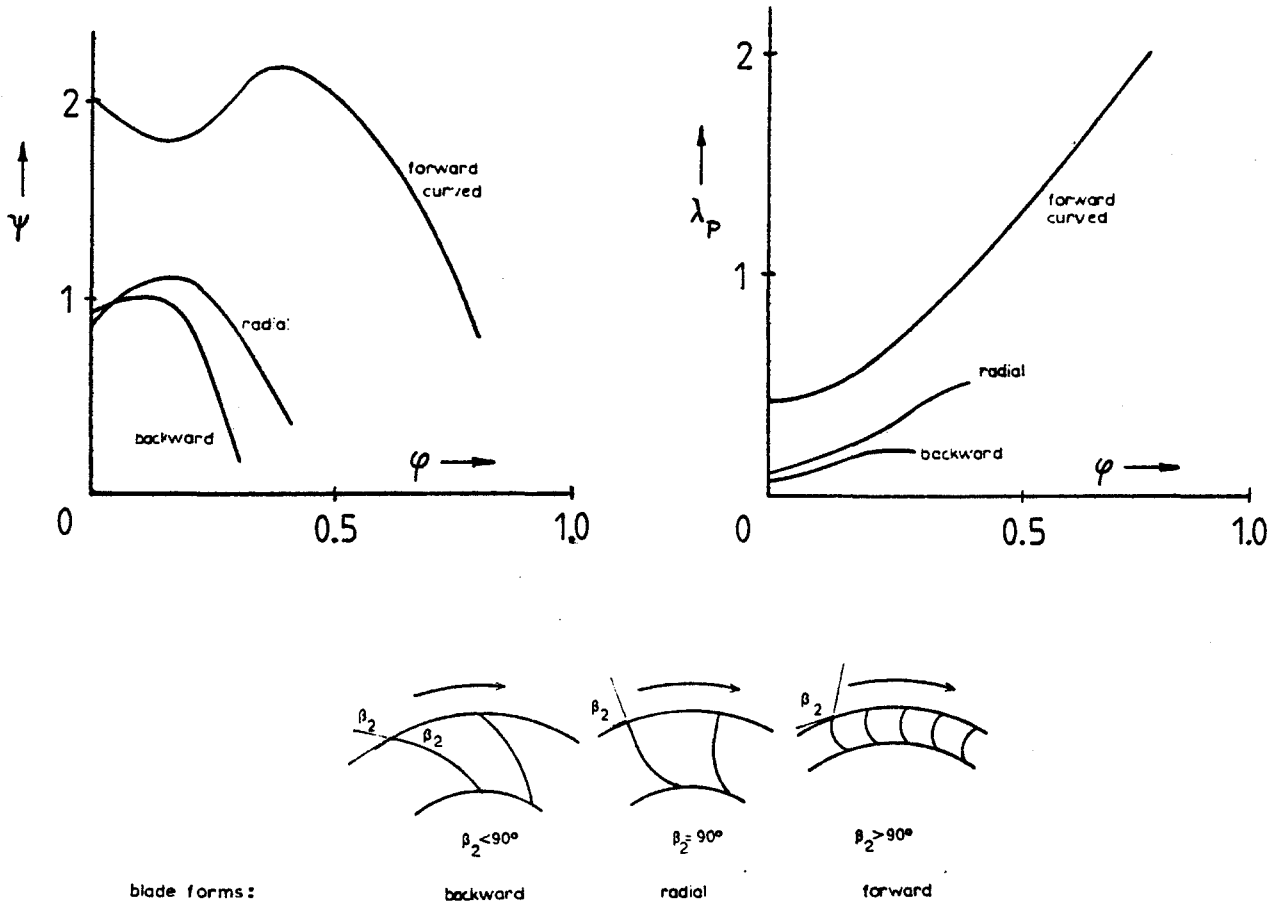 2
ψ
1
0
0.5
1.0
φ
forward
curved
radial
backward
2
λp
1
0
0.5
1.0
φ
forward
curved
radial
backward
β2
β2
β2
β2
β2<90°
β2=90°
β2>90°
blade forms:
backward
radial
forward